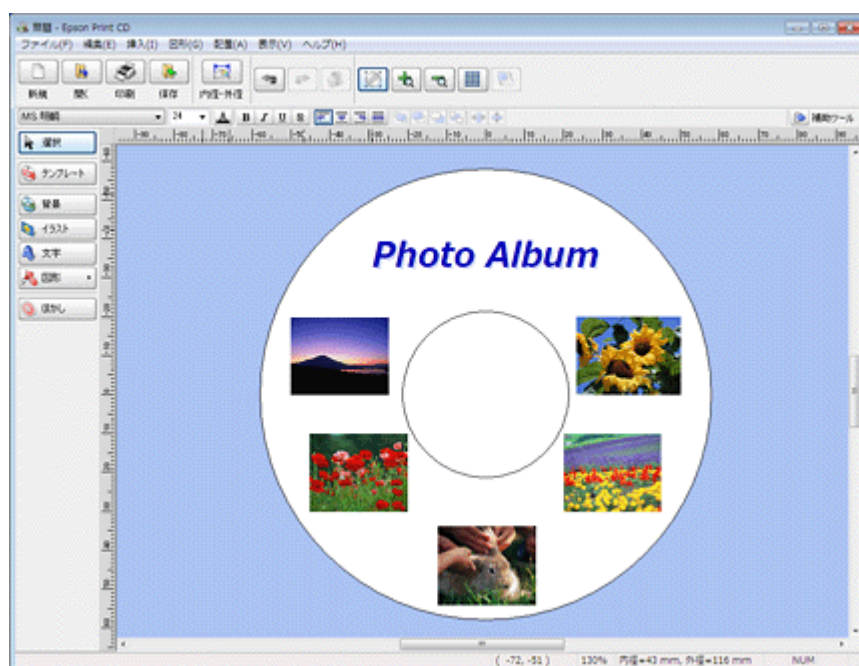 無題 - Epson Print CD
ファイル(F) 編集(E) 挿入(I) 図形(G) 配置(A) 表示(V) ヘルプ(H)
新規 開く 印刷 保存 内径・外径
MS 明朝 24 B I U S 補助ツール
選択
テンプレート
背景
イラスト
文字
図形
ぼかし
Photo Album
( -72, -51 ) 130% 内径=43 mm, 外径=116 mm NUM